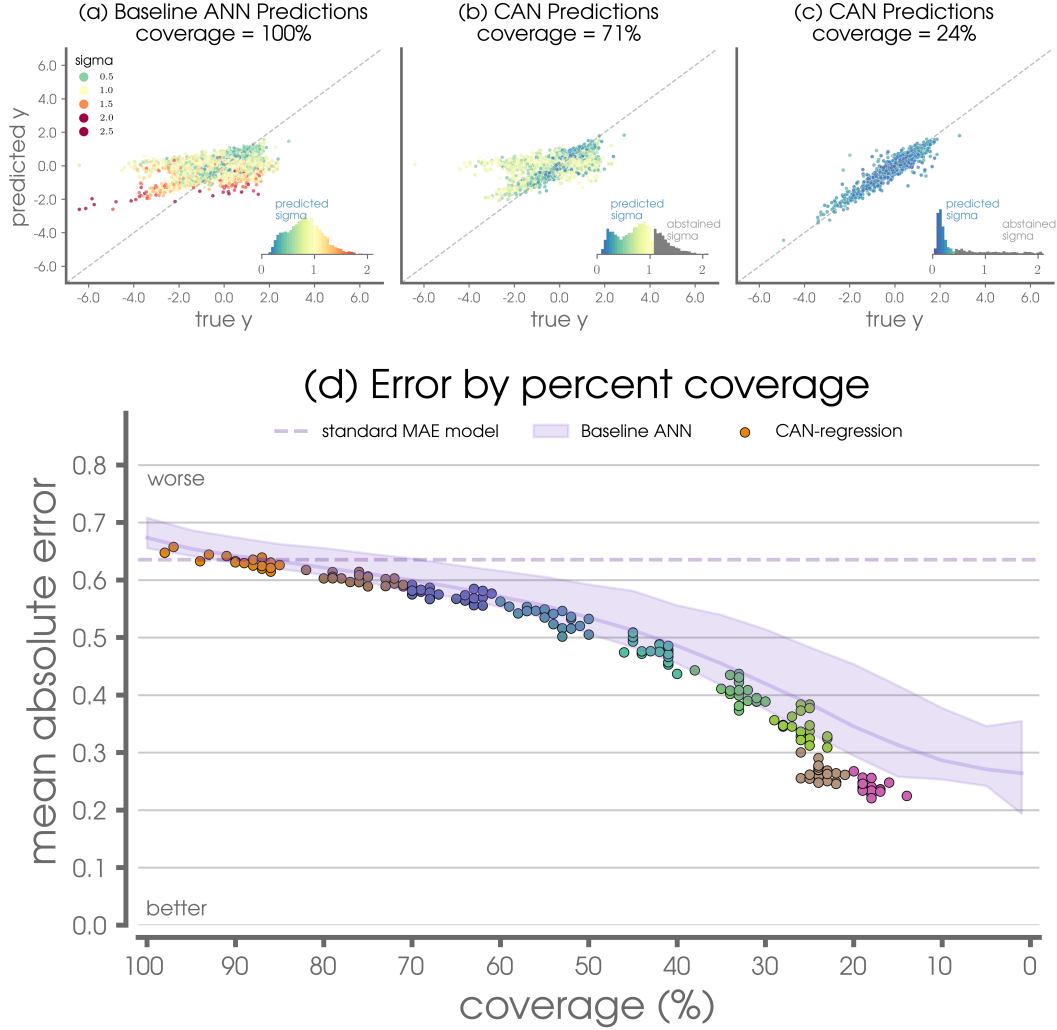 (a) Baseline ANN Predictions
coverage = 100%
(b) CAN Predictions
coverage = 71%
(c) CAN Predictions
coverage = 24%
predicted y
6.0
4.0
2.0
0.0
-2.0
-4.0
-6.0
sigma
0.5
1.0
1.5
2.0
2.5
predicted
sigma
0 1 2
-6.0 -4.0 -2.0 0.0 2.0 4.0 6.0
true y
predicted
sigma
abstained
sigma
0 1 2
-6.0 -4.0 -2.0 0.0 2.0 4.0 6.0
true y
predicted
sigma
abstained
sigma
0 1 2
-6.0 -4.0 -2.0 0.0 2.0 4.0 6.0
true y
(d) Error by percent coverage
standard MAE model
Baseline ANN
CAN-regression
mean absolute error
0.8
0.7
0.6
0.5
0.4
0.3
0.2
0.1
0.0
worse
better
100 90 80 70 60 50 40 30 20 10 0
coverage (%)